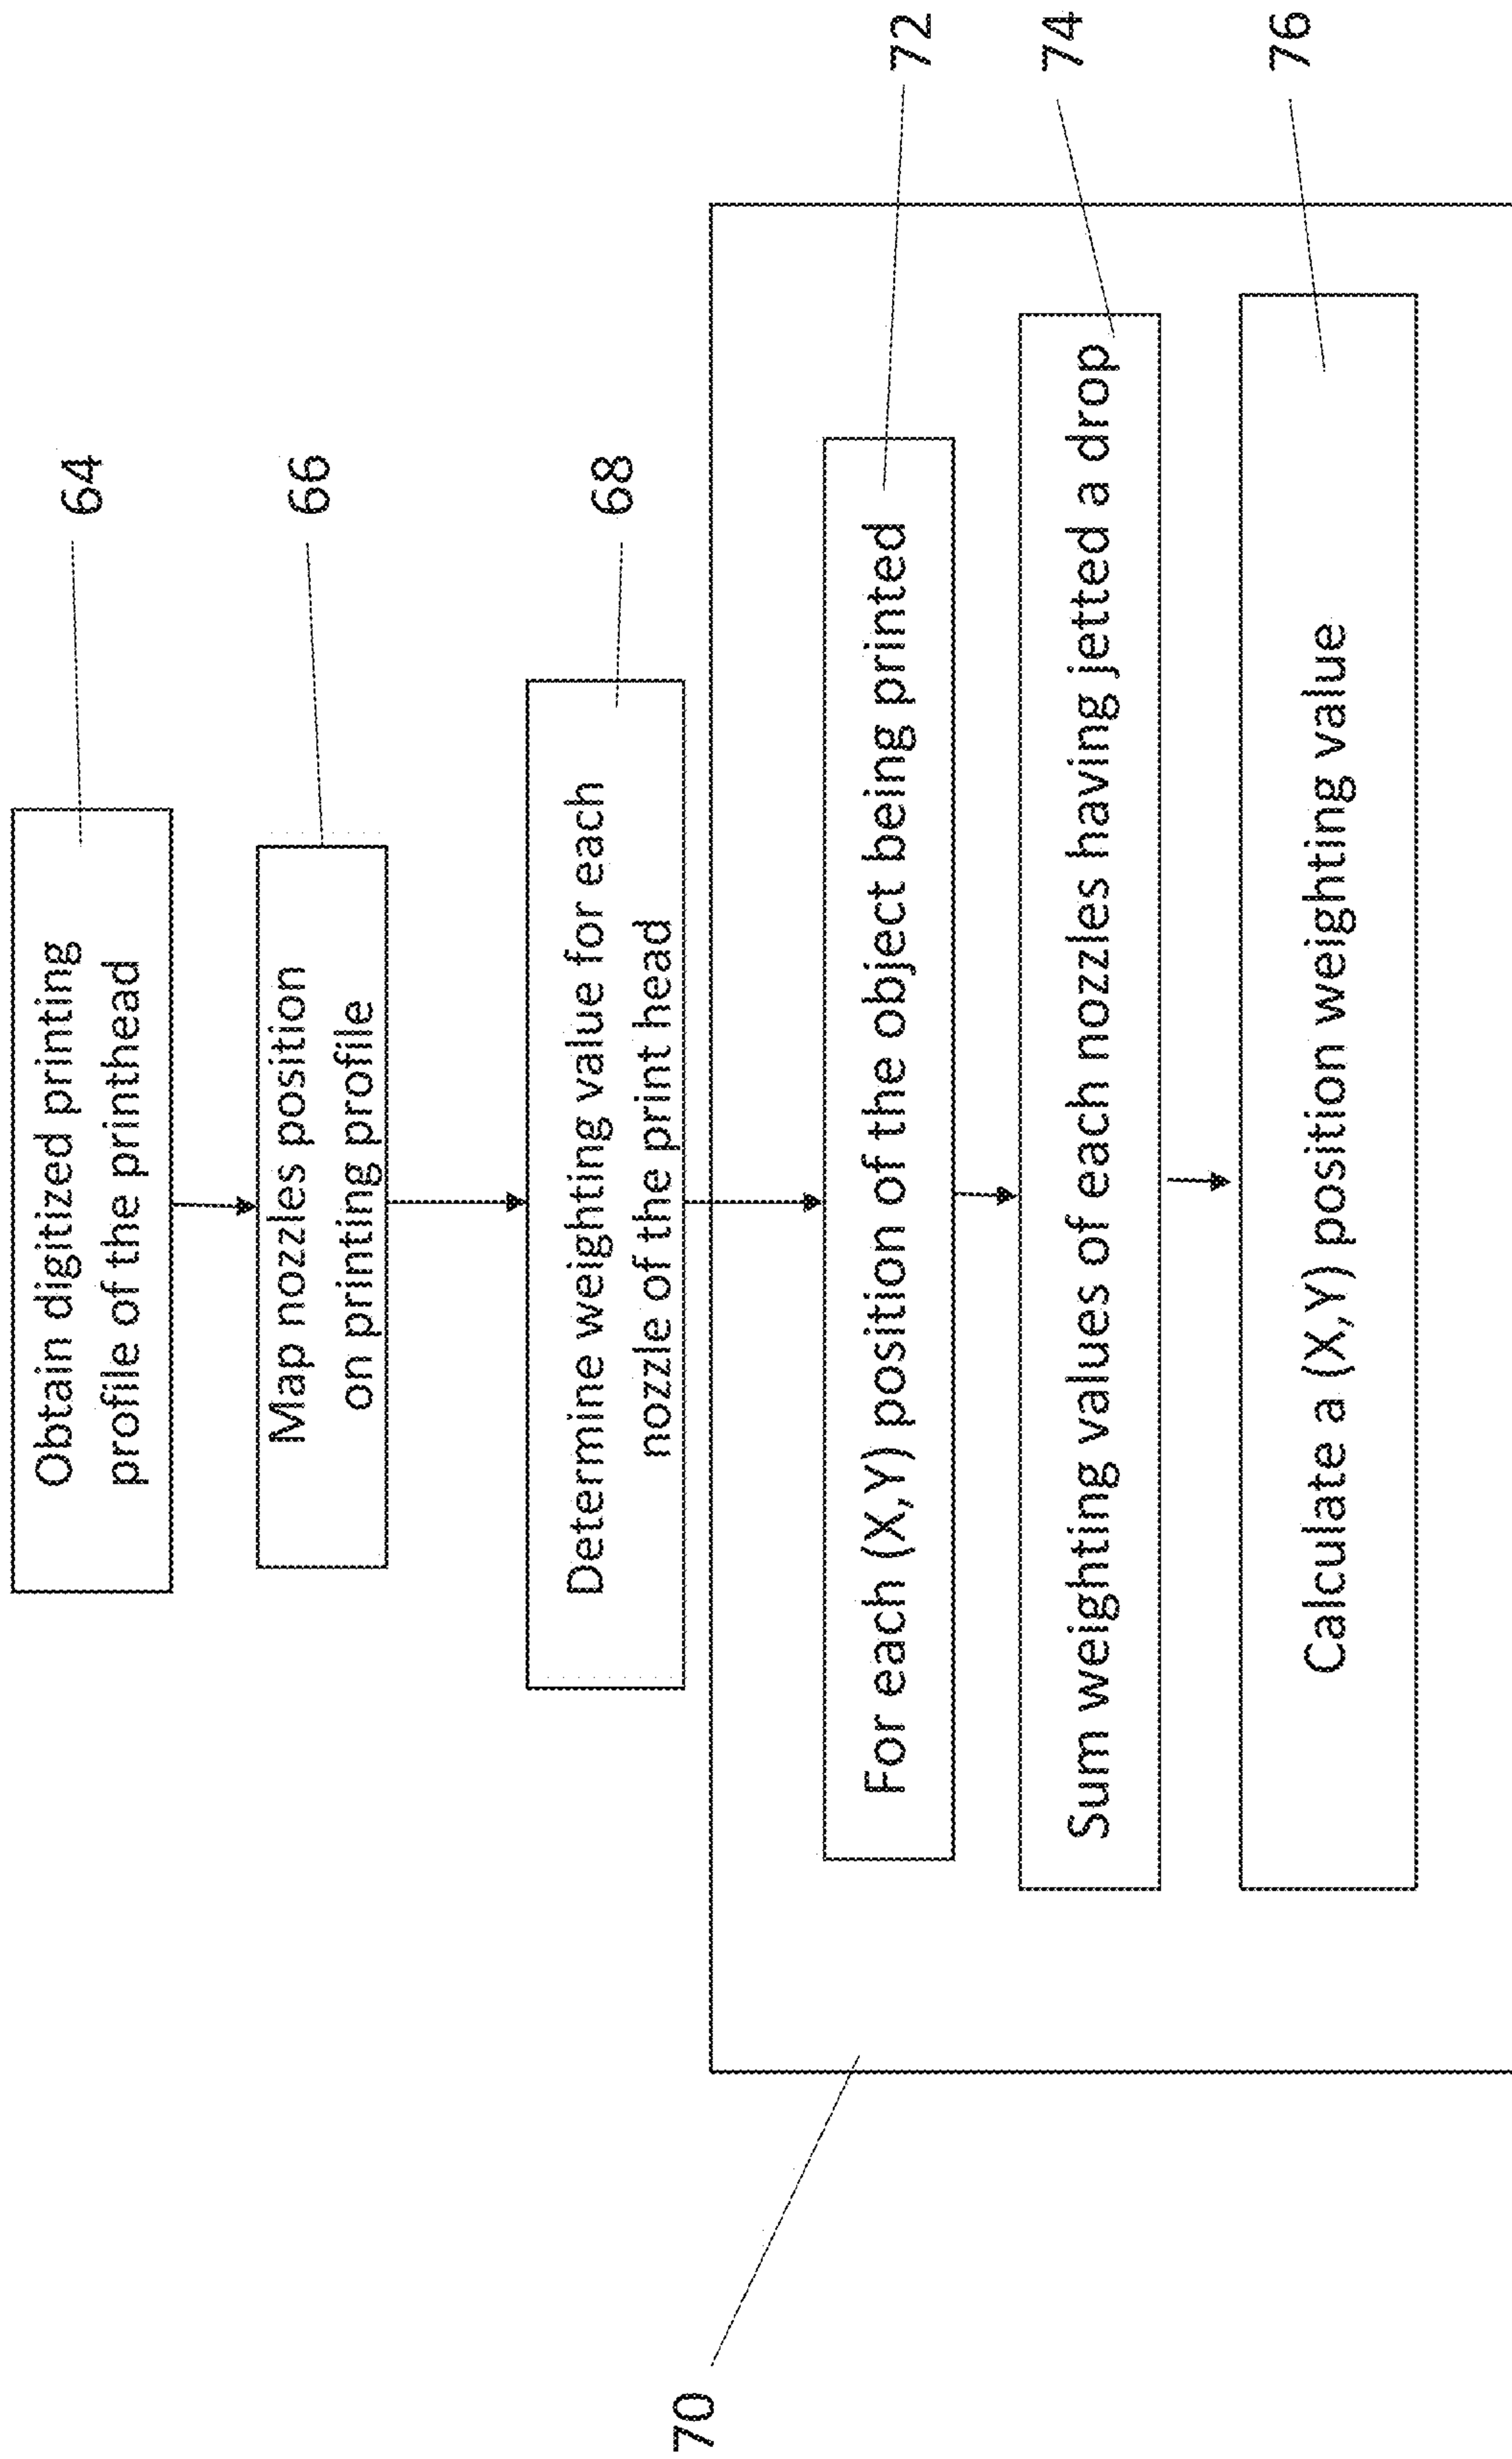 Obtain digitized printing
profile of the printhead
64
Map nozzles position
on printing profile
66
Determine weighting value for each
nozzle of the print head
68
70
For each (X,Y) position of the object being printed
72
Sum weighting values of each nozzles having jetted a drop
74
Calculate a (X,Y) position weighting value
76